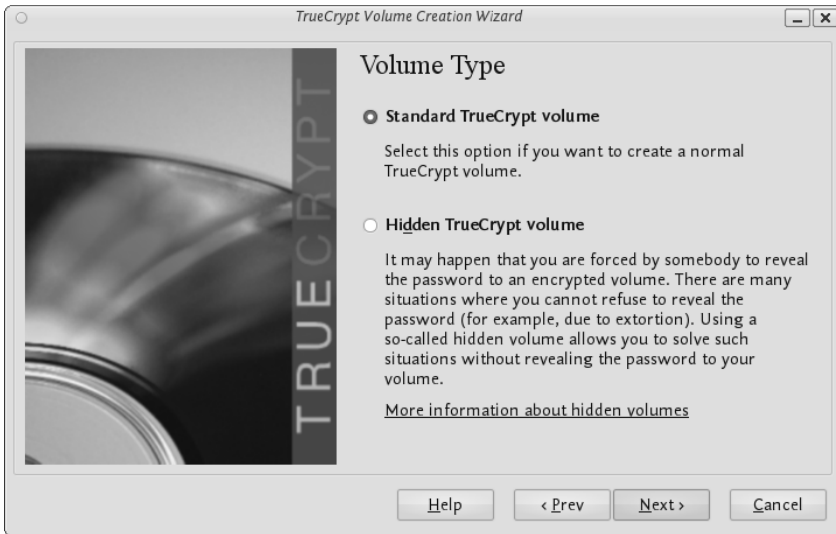 TrueCrypt Volume Creation Wizard
TRUECRYPT
Volume Type
Standard TrueCrypt volume
Select this option if you want to create a normal
TrueCrypt volume.
Hidden TrueCrypt volume
It may happen that you are forced by somebody to reveal
the password to an encrypted volume. There are many
situations where you cannot refuse to reveal the
password (for example, due to extortion). Using a
so-called hidden volume allows you to solve such
situations without revealing the password to your
volume.
More information about hidden volumes
Help
< Prev
Next >
Cancel